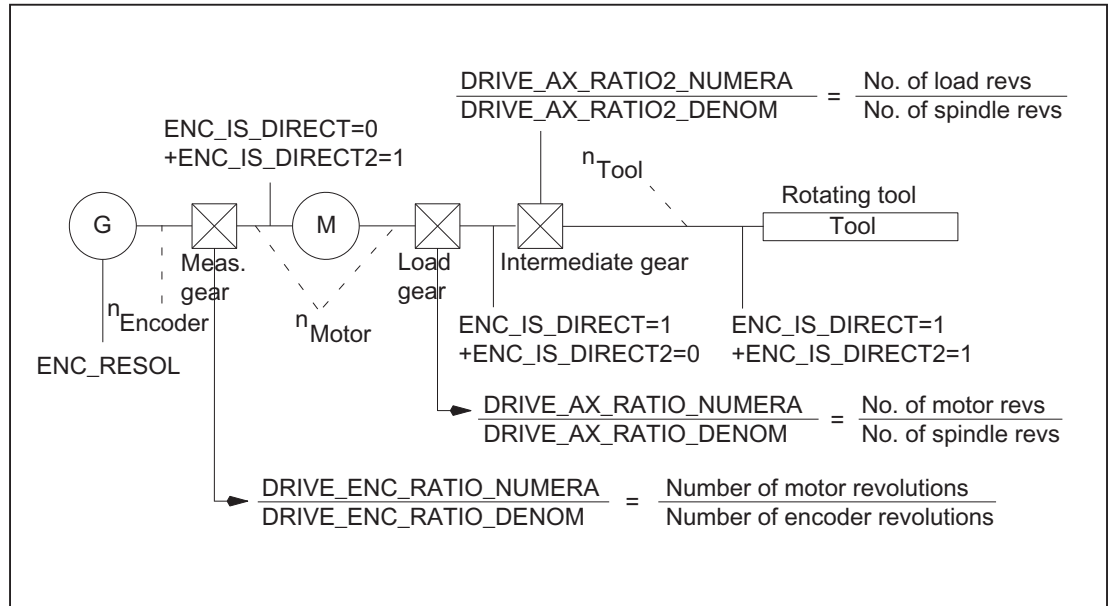 DRIVE_AX_RATIO2_NUMERA
DRIVE_AX_RATIO2_DENOM
=
No. of load revs
No. of spindle revs
ENC_IS_DIRECT=0
+ENC_IS_DIRECT2=1
nTool
Rotating tool
G
M
Tool
Meas.
gear
Load
gear
Intermediate gear
nEncoder
nMotor
ENC_RESOL
ENC_IS_DIRECT=1
+ENC_IS_DIRECT2=0
ENC_IS_DIRECT=1
+ENC_IS_DIRECT2=1
DRIVE_AX_RATIO_NUMERA
DRIVE_AX_RATIO_DENOM
=
No. of motor revs
No. of spindle revs
DRIVE_ENC_RATIO_NUMERA
DRIVE_ENC_RATIO_DENOM
=
Number of motor revolutions
Number of encoder revolutions